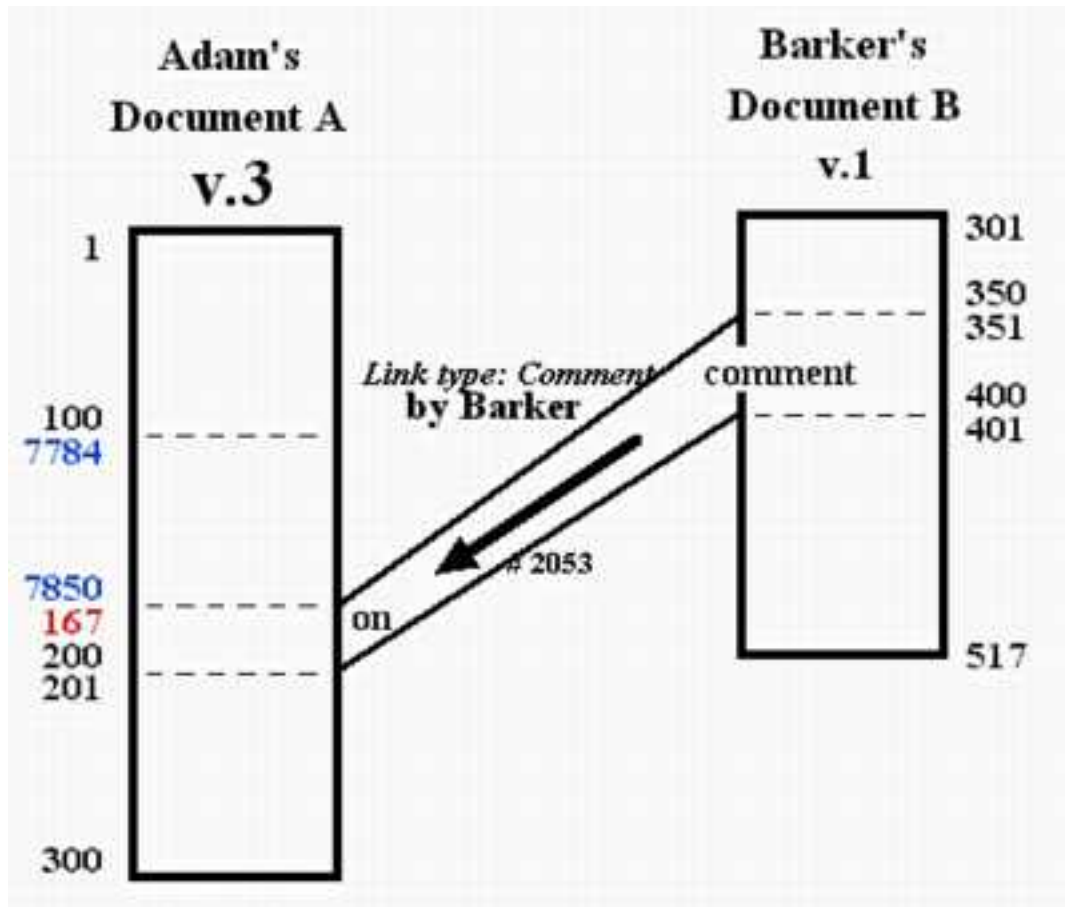 Adam's
Document A
v.3
1
100
7784
7850
167
200
201
300
Link type: Comment
by Barker
# 2053
on
comment
Barker's
Document B
v.1
301
350
351
400
401
517